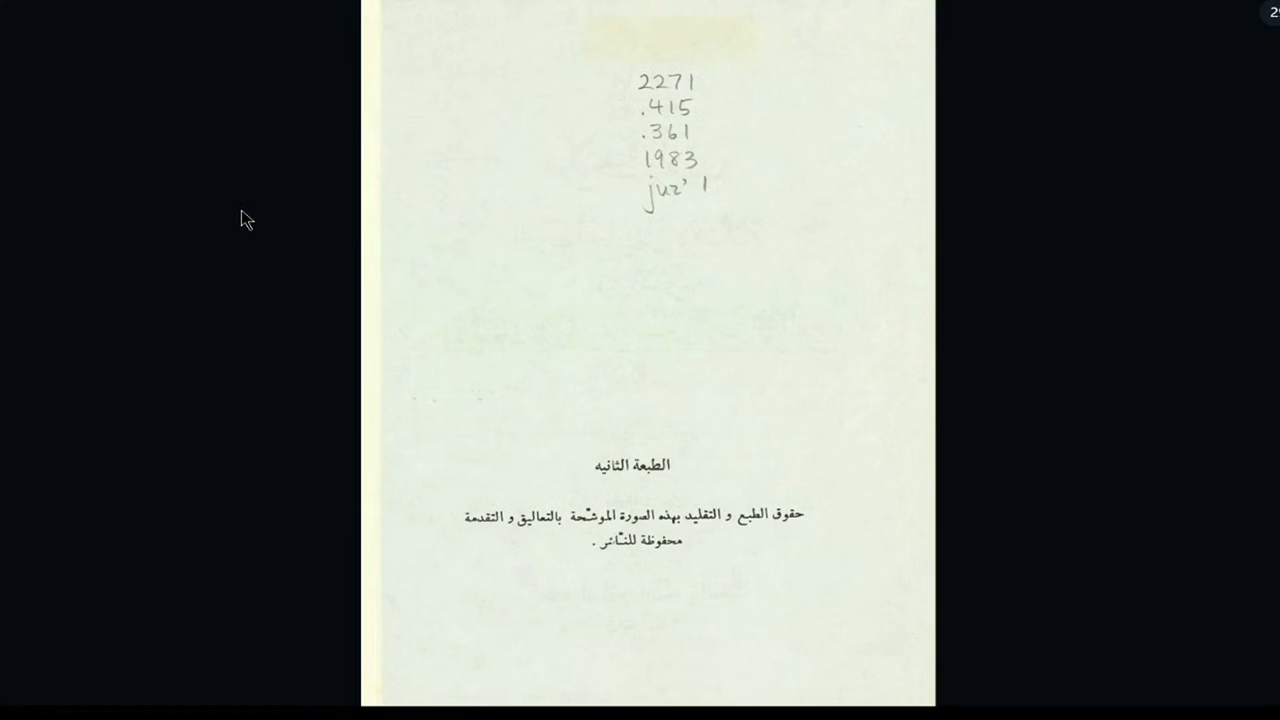 2271
.415
.361
1983
juz' 1
الطبعة الثانيه
حقوق الطبع و التقليد بهذه الصورة الموشّحة بالتعاليق و التقدمة
محفوظة للنّاشر .